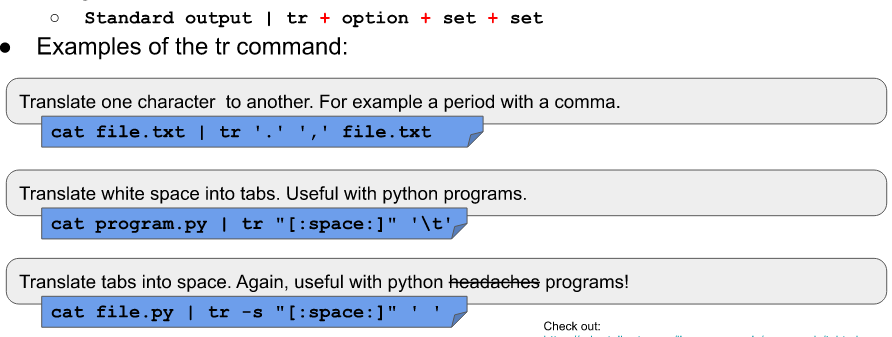 ○ Standard output | tr + option + set + set
● Examples of the tr command:
Translate one character to another. For example a period with a comma.
cat file.txt | tr '.' ',' file.txt
Translate white space into tabs. Useful with python programs.
cat program.py | tr "[:space:]" '\t'
Translate tabs into space. Again, useful with python headaches programs!
cat file.py | tr -s "[:space:]" ' '
Check out: